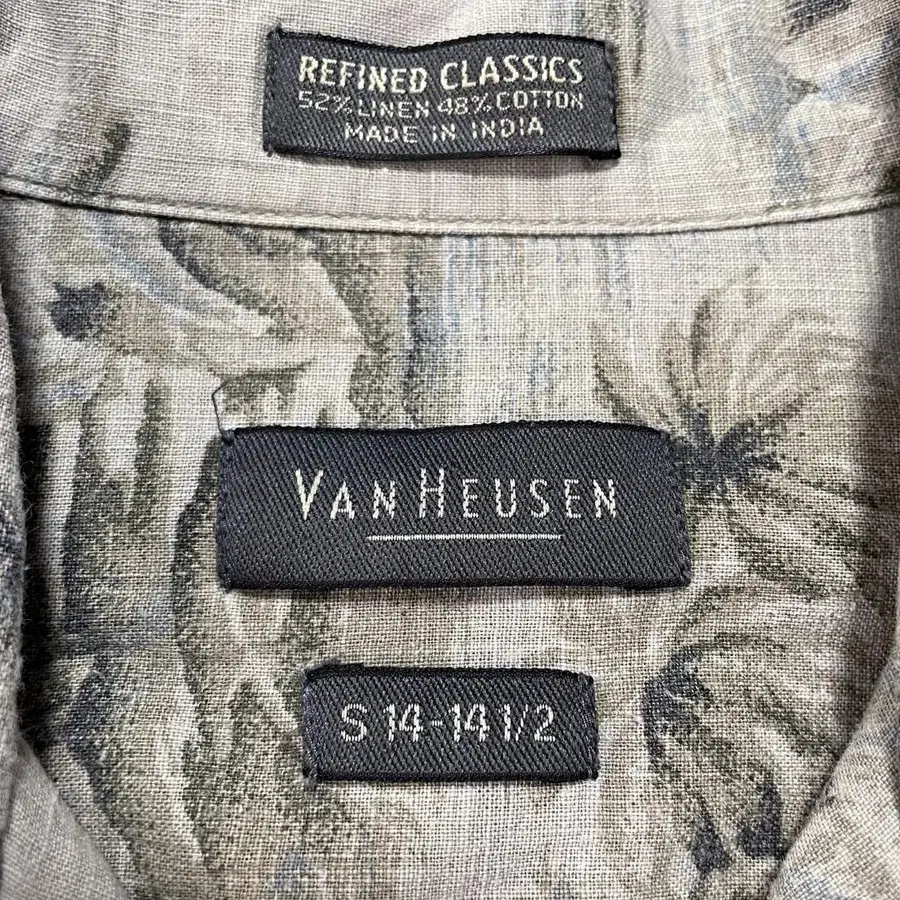 REFINED CLASSICS
52% LINEN 48% COTTON
MADE IN INDIA
VAN HEUSEN
S 14-14 1/2